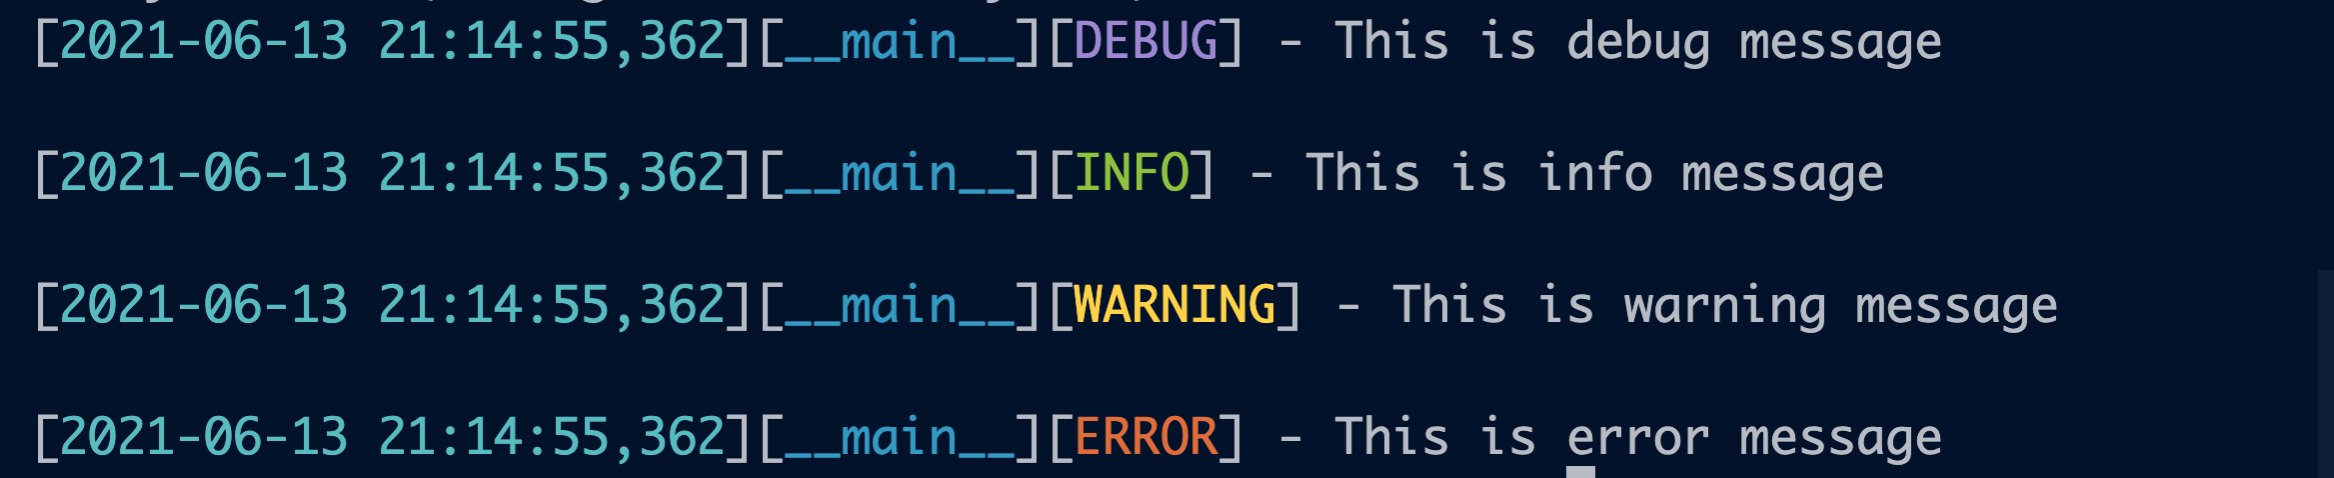 [2021-06-13 21:14:55,362][__main__][DEBUG] - This is debug message
[2021-06-13 21:14:55,362][__main__][INFO] - This is info message
[2021-06-13 21:14:55,362][__main__][WARNING] - This is warning message
[2021-06-13 21:14:55,362][__main__][ERROR] - This is error message